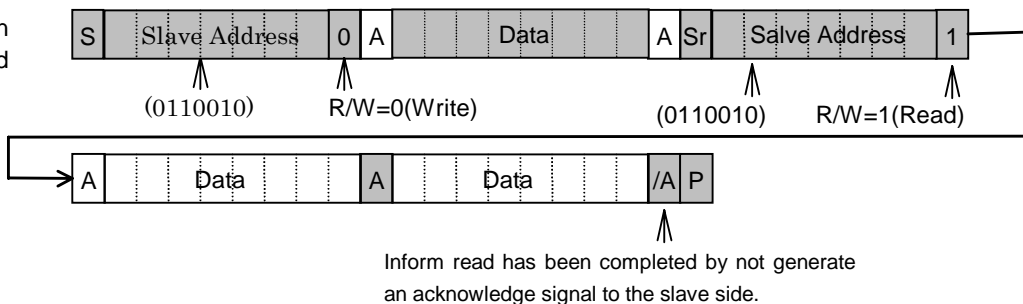 n
d
S Slave Address 0 A Data A Sr Salve Address 1
(0110010) R/W=0(Write) (0110010) R/W=1(Read)
A Data A Data /A P
Inform read has been completed by not generate
an acknowledge signal to the slave side.